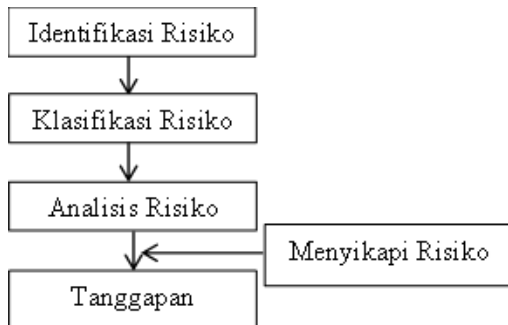 Identifikasi Risiko
Klasifikasi Risiko
Analisis Risiko
Menyikapi Risiko
Tanggapan